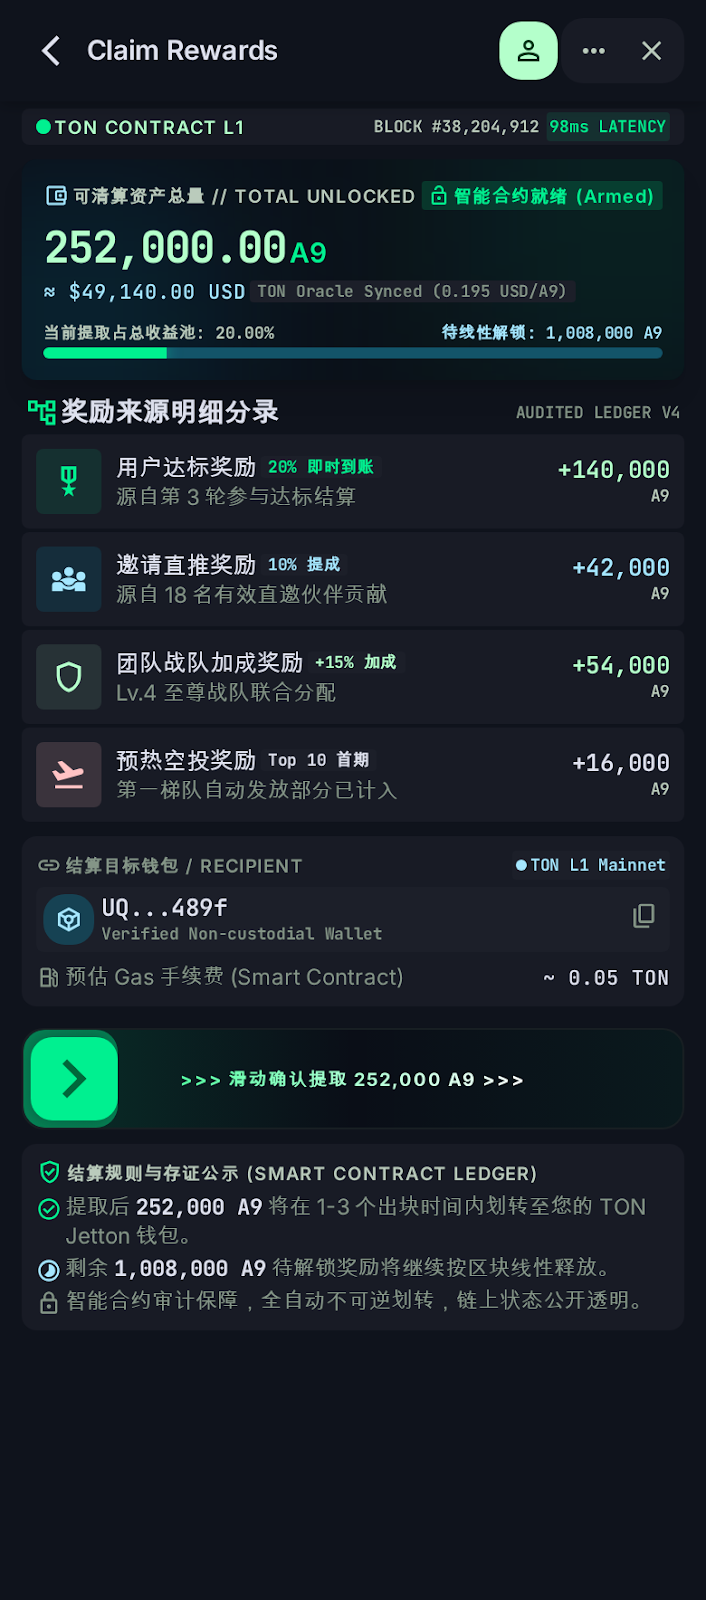 Claim Rewards
TON CONTRACT L1
BLOCK #38,204,912 98ms LATENCY
可清算资产总量 // TOTAL UNLOCKED 智能合约就绪 (Armed)
252,000.00 A9
≈ $49,140.00 USD TON Oracle Synced (0.195 USD/A9)
当前提取占总收益池: 20.00% 待线性解锁: 1,008,000 A9
奖励来源明细分录 AUDITED LEDGER V4
用户达标奖励 20% 即时到账
源自第 3 轮参与达标结算
+140,000
A9
邀请直推奖励 10% 提成
源自 18 名有效直邀伙伴贡献
+42,000
A9
团队战队加成奖励 +15% 加成
Lv.4 至尊战队联合分配
+54,000
A9
预热空投奖励 Top 10 首期
第一梯队自动发放部分已计入
+16,000
A9
结算目标钱包 / RECIPIENT TON L1 Mainnet
UQ...489f
Verified Non-custodial Wallet
预估 Gas 手续费 (Smart Contract) ~ 0.05 TON
>>> 滑动确认提取 252,000 A9 >>>
结算规则与存证公示 (SMART CONTRACT LEDGER)
提取后 252,000 A9 将在 1-3 个出块时间内划转至您的 TON
Jetton 钱包。
剩余 1,008,000 A9 待解锁奖励将继续按区块线性释放。
智能合约审计保障，全自动不可逆划转，链上状态公开透明。